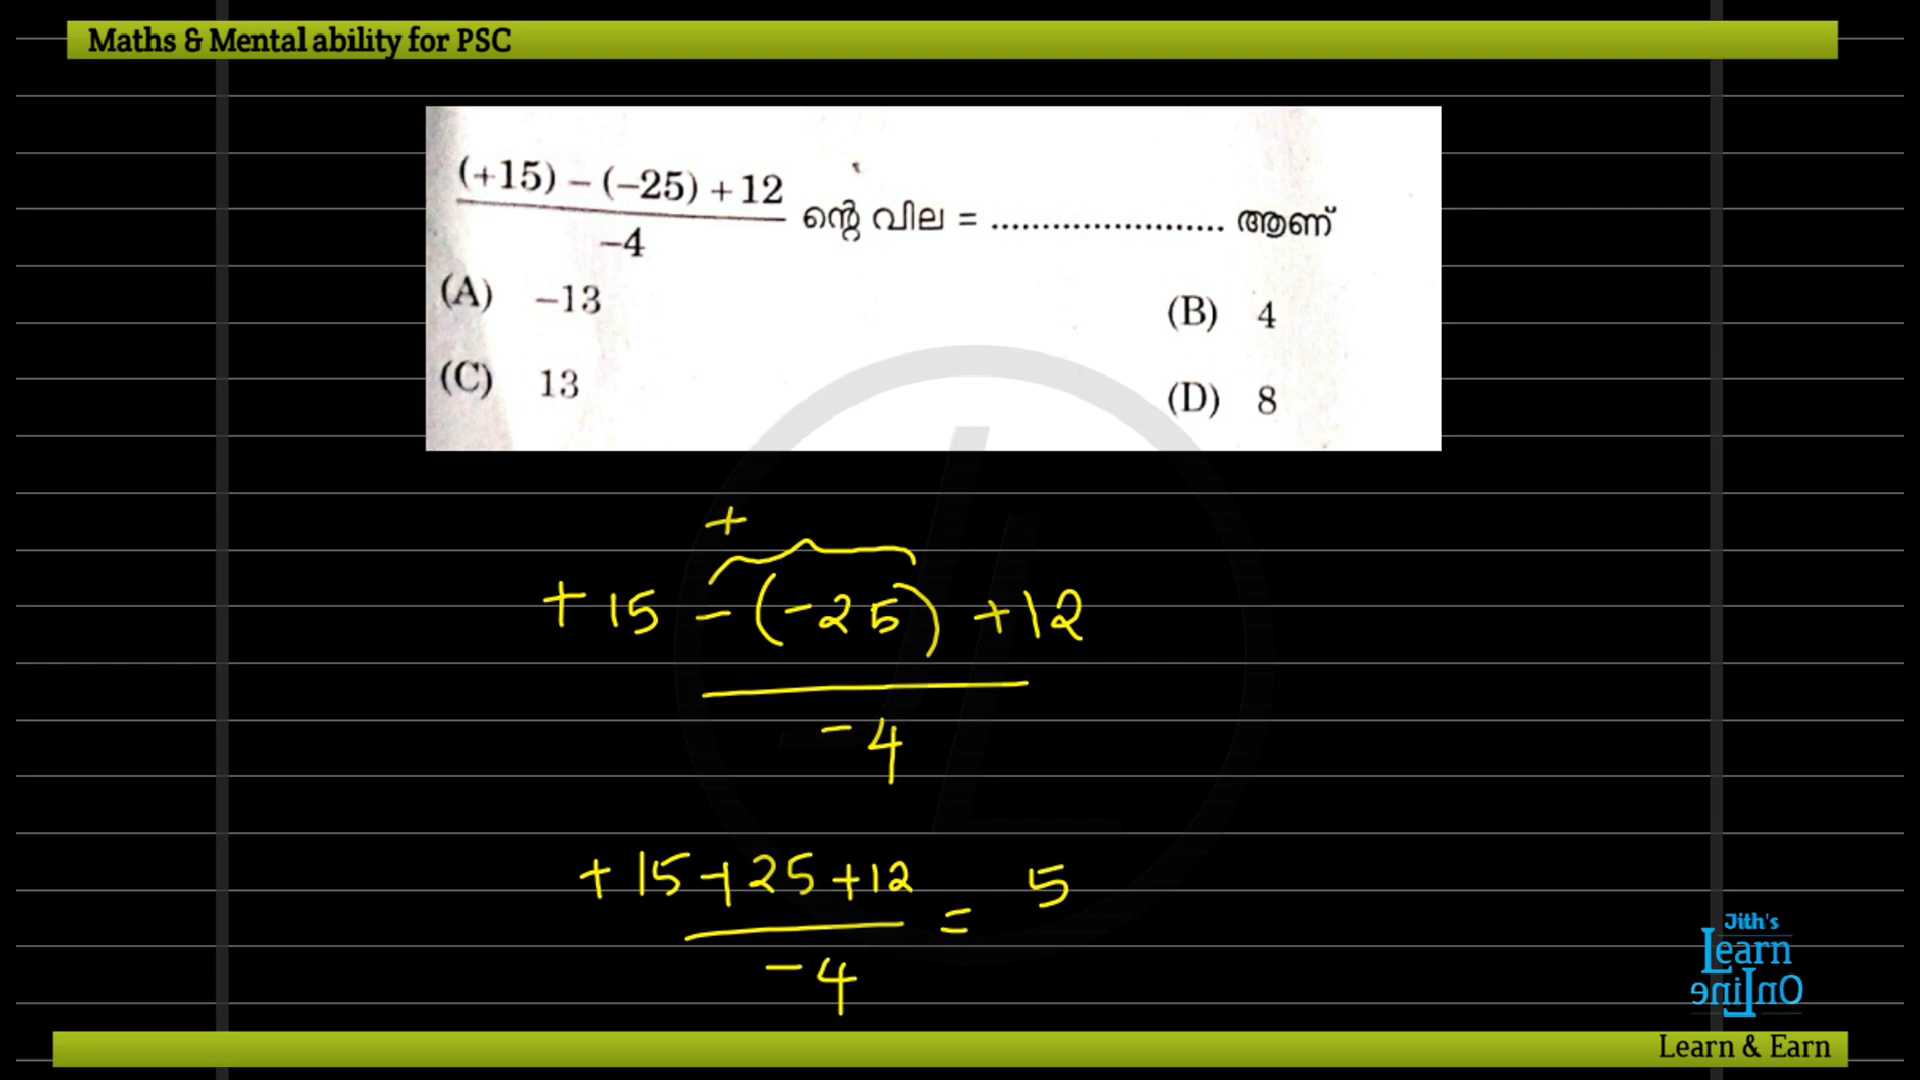 Maths & Mental ability for PSC
(+15) – (–25) + 12
–4
ന്റെ വില = ...................... ആണ്
(A) –13
(B) 4
(C) 13
(D) 8
+
+ 15 – (-25) +12
-4
+ 15 + 25 + 12 = 5
-4
Jith's
Learn
OnLine
Learn & Earn